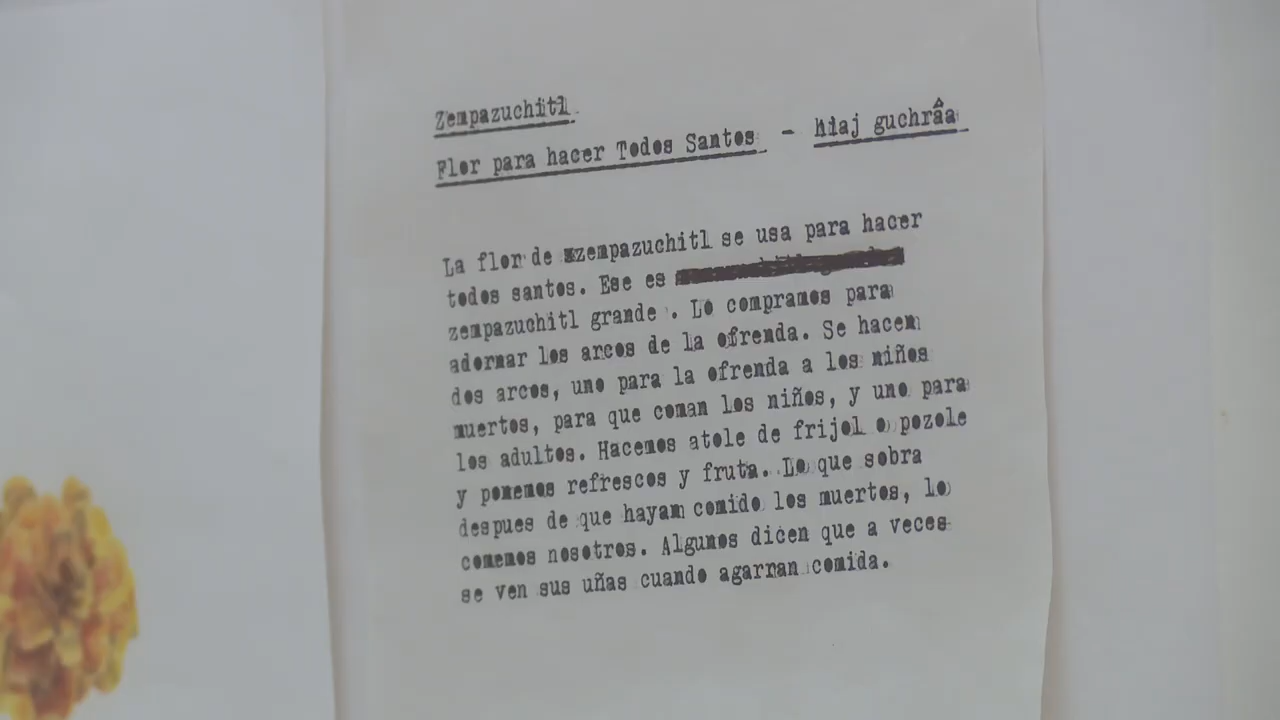 Zempazuchitl
Flor para hacer Todos Santos - hiaj guchrâa
La flor de xzempazuchitl se usa para hacer
todos santos. Ese es
zempazuchitl grande . Lo compramos para
adornar los arcos de la ofrenda. Se hacen
dos arcos, uno para la ofrenda a los niños
muertos, para que coman los niños, y uno para
los adultos. Hacemos atole de frijol o pozole
y ponemos refrescos y fruta. Lo que sobra
despues de que hayan comido los muertos, lo
comemos nosotros. Algunos dicen que a veces
se ven sus uñas cuando agarran comida.